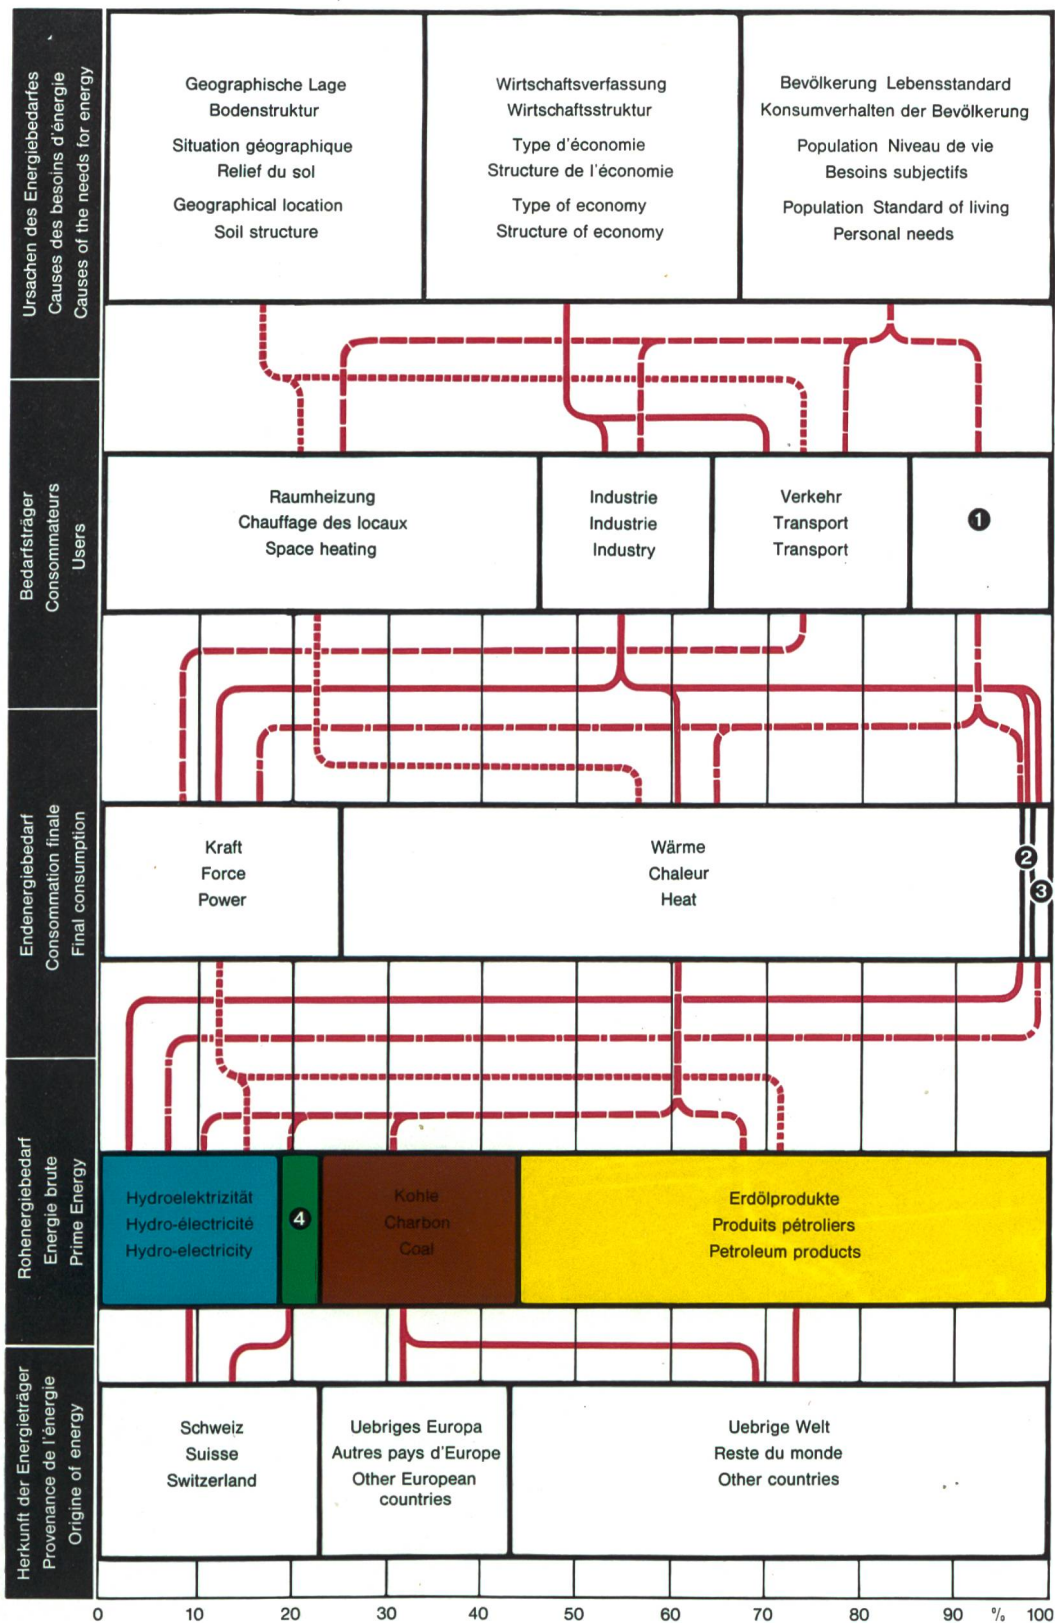 Ursachen des Energiebedarfes
Causes des besoins d'énergie
Causes of the needs for energy
Geographische Lage
Bodenstruktur
Situation géographique
Relief du sol
Geographical location
Soil structure
Wirtschaftsverfassung
Wirtschaftsstruktur
Type d'économie
Structure de l'économie
Type of economy
Structure of economy
Bevölkerung Lebensstandard
Konsumverhalten der Bevölkerung
Population Niveau de vie
Besoins subjectifs
Population Standard of living
Personal needs
Bedarfsträger
Consommateurs
Users
Raumheizung
Chauffage des locaux
Space heating
Industrie
Industrie
Industry
Verkehr
Transport
Transport
1
Endenergiebedarf
Consommation finale
Final consumption
Kraft
Force
Power
Wärme
Chaleur
Heat
2
3
Rohenergiebedarf
Energie brute
Prime Energy
Hydroelektrizität
Hydro-électricité
Hydro-electricity
4
Kohle
Charbon
Coal
Erdölprodukte
Produits pétroliers
Petroleum products
Herkunft der Energieträger
Provenance de l'énergie
Origine of energy
Schweiz
Suisse
Switzerland
Uebriges Europa
Autres pays d'Europe
Other European
countries
Uebrige Welt
Reste du monde
Other countries
0 10 20 30 40 50 60 70 80 90 % 100